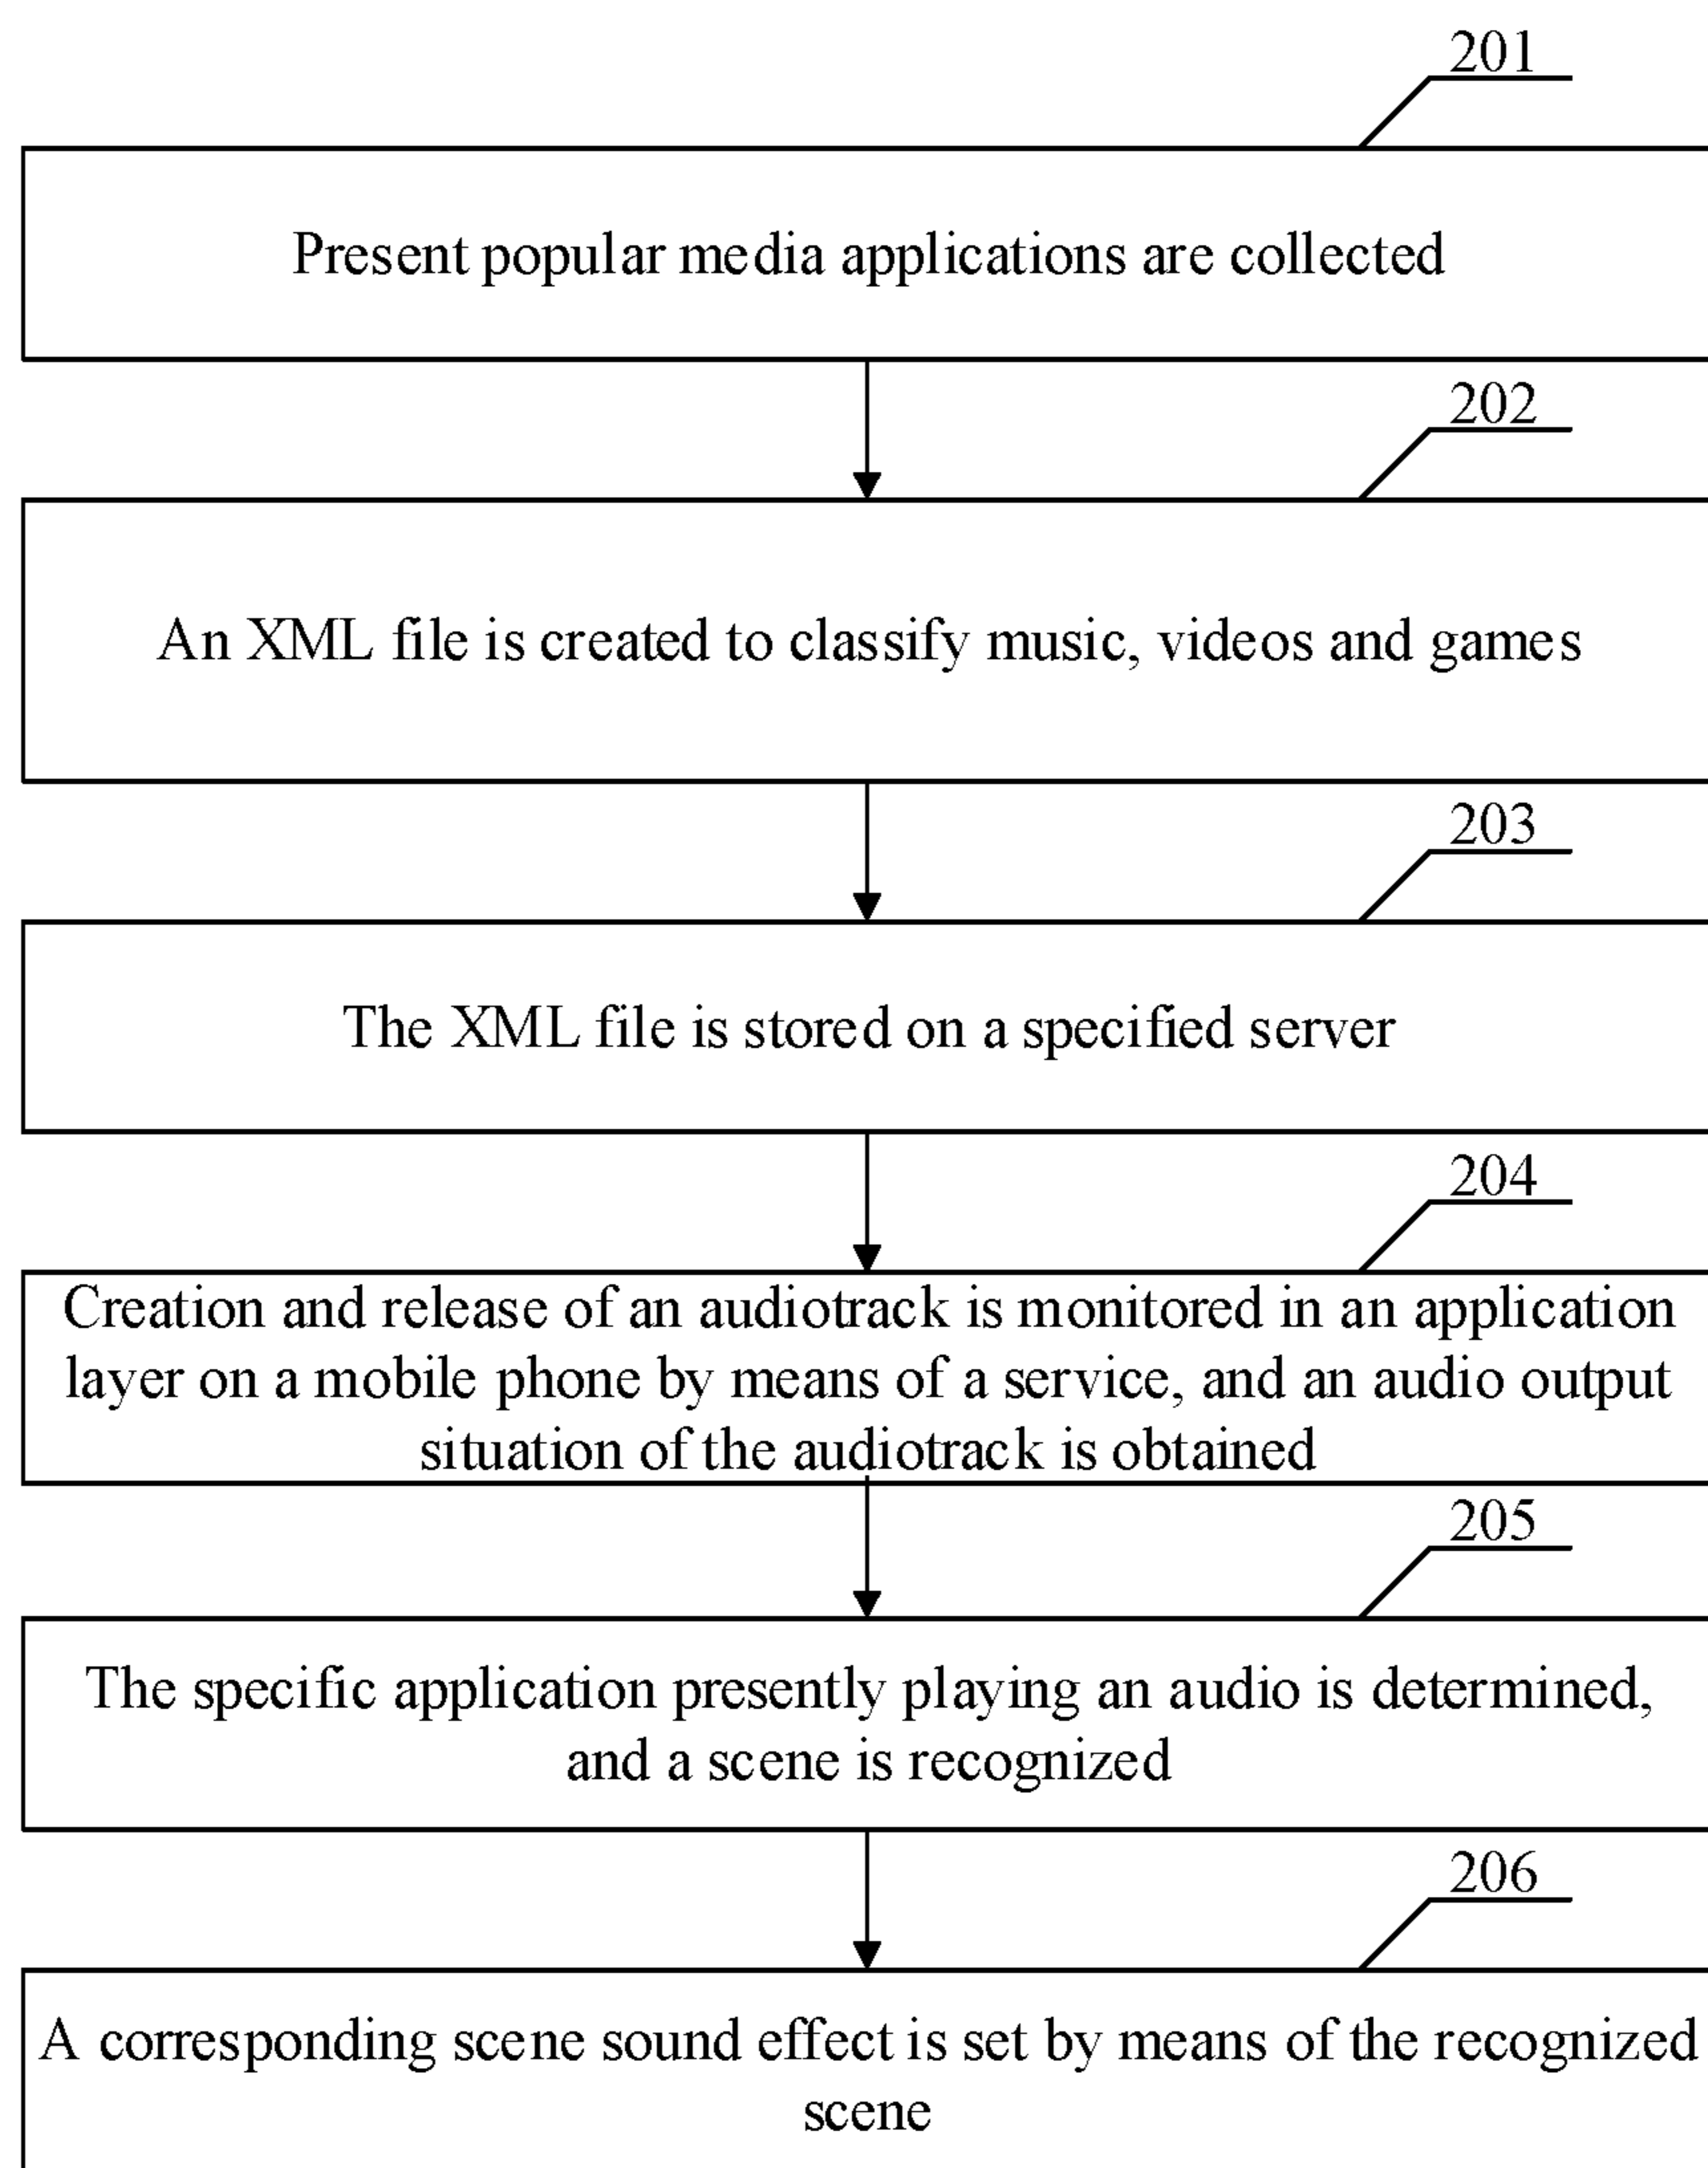 201
Present popular media applications are collected
202
An XML file is created to classify music, videos and games
203
The XML file is stored on a specified server
204
Creation and release of an audiotrack is monitored in an application
layer on a mobile phone by means of a service, and an audio output
situation of the audiotrack is obtained
205
The specific application presently playing an audio is determined,
and a scene is recognized
206
A corresponding scene sound effect is set by means of the recognized
scene